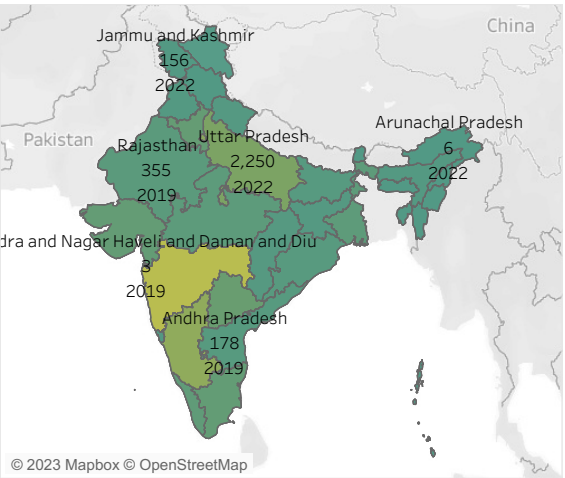 China
Jammu and Kashmir
156
2022
Pakistan
Arunachal Pradesh
6
2022
Uttar Pradesh
2,250
2022
Rajasthan
355
2019
dra and Nagar Haveli and Daman and Diu
3
2019
Andhra Pradesh
178
2019
© 2023 Mapbox © OpenStreetMap